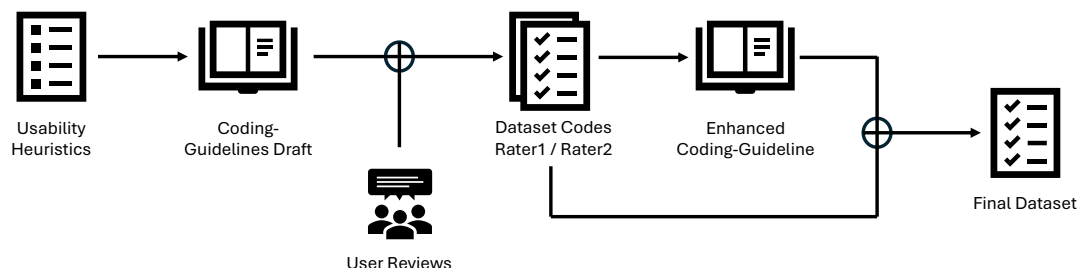 Usability
Heuristics
Coding-
Guidelines Draft
User Reviews
Dataset Codes
Rater1 / Rater2
Enhanced
Coding-Guideline
Final Dataset